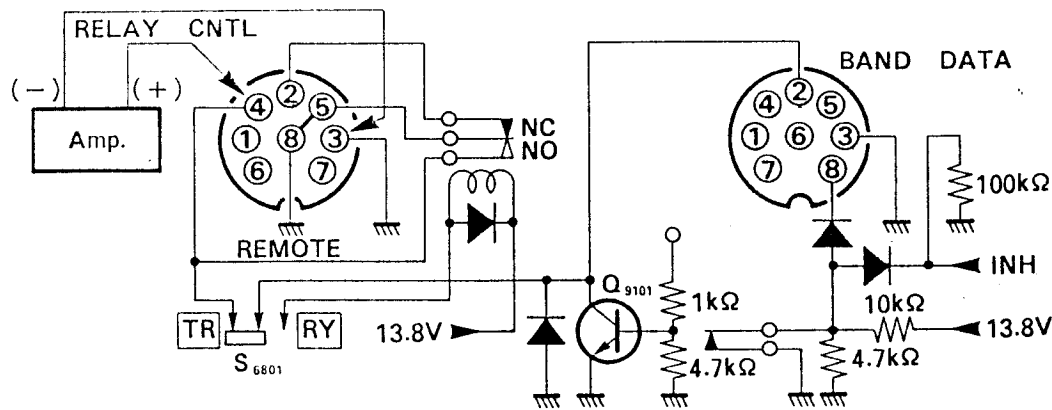 RELAY CNTL
(-)
(+)
Amp.
2
4 5
1 8 3
6 7
NC
NO
REMOTE
TR
RY
S6801
13.8V
Q9101
1kΩ
4.7kΩ
BAND DATA
2
4 5
1 6 3
7 8
100kΩ
INH
10kΩ
13.8V
4.7kΩ